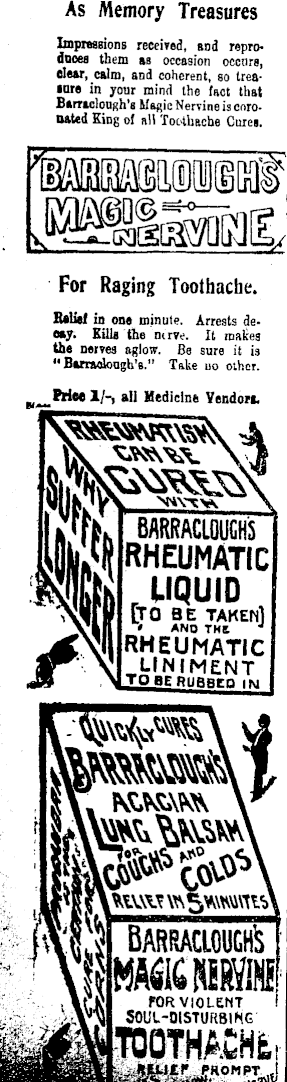 As Memory Treasures
Impressions received, and repro-
duces them as occasion occurs,
clear, calm, and coherent, so trea-
sure in your mind the fact that
Barraclough's Magic Nervine is coro-
nated King of all Toothache Cures.
BARRACLOUGH'S
MAGIC
NERVINE
For Raging Toothache.
Relief in one minute. Arrests de-
cay. Kills the nerve. It makes
the nerves aglow. Be sure it is
"Barraclough's." Take no other.
Price 1/-, all Medicine Vendors.
RHEUMATISM
CAN BE
CURED
WITH
WHY
SUFFER
LONGER
BARRACLOUGH'S
RHEUMATIC
LIQUID
[TO BE TAKEN]
AND THE
RHEUMATIC
LINIMENT
TO BE RUBBED IN
QUICKLY CURES
BARRACLOUGH'S
ACACIAN
LUNG BALSAM
FOR
COUGHS AND
COLDS
RELIEF IN 5 MINUITES
CERTAIN
CURE
BARRACLOUGH'S
MAGIC NERVINE
FOR VIOLENT
SOUL-DISTURBING
TOOTHACHE
RELIEF PROMPT